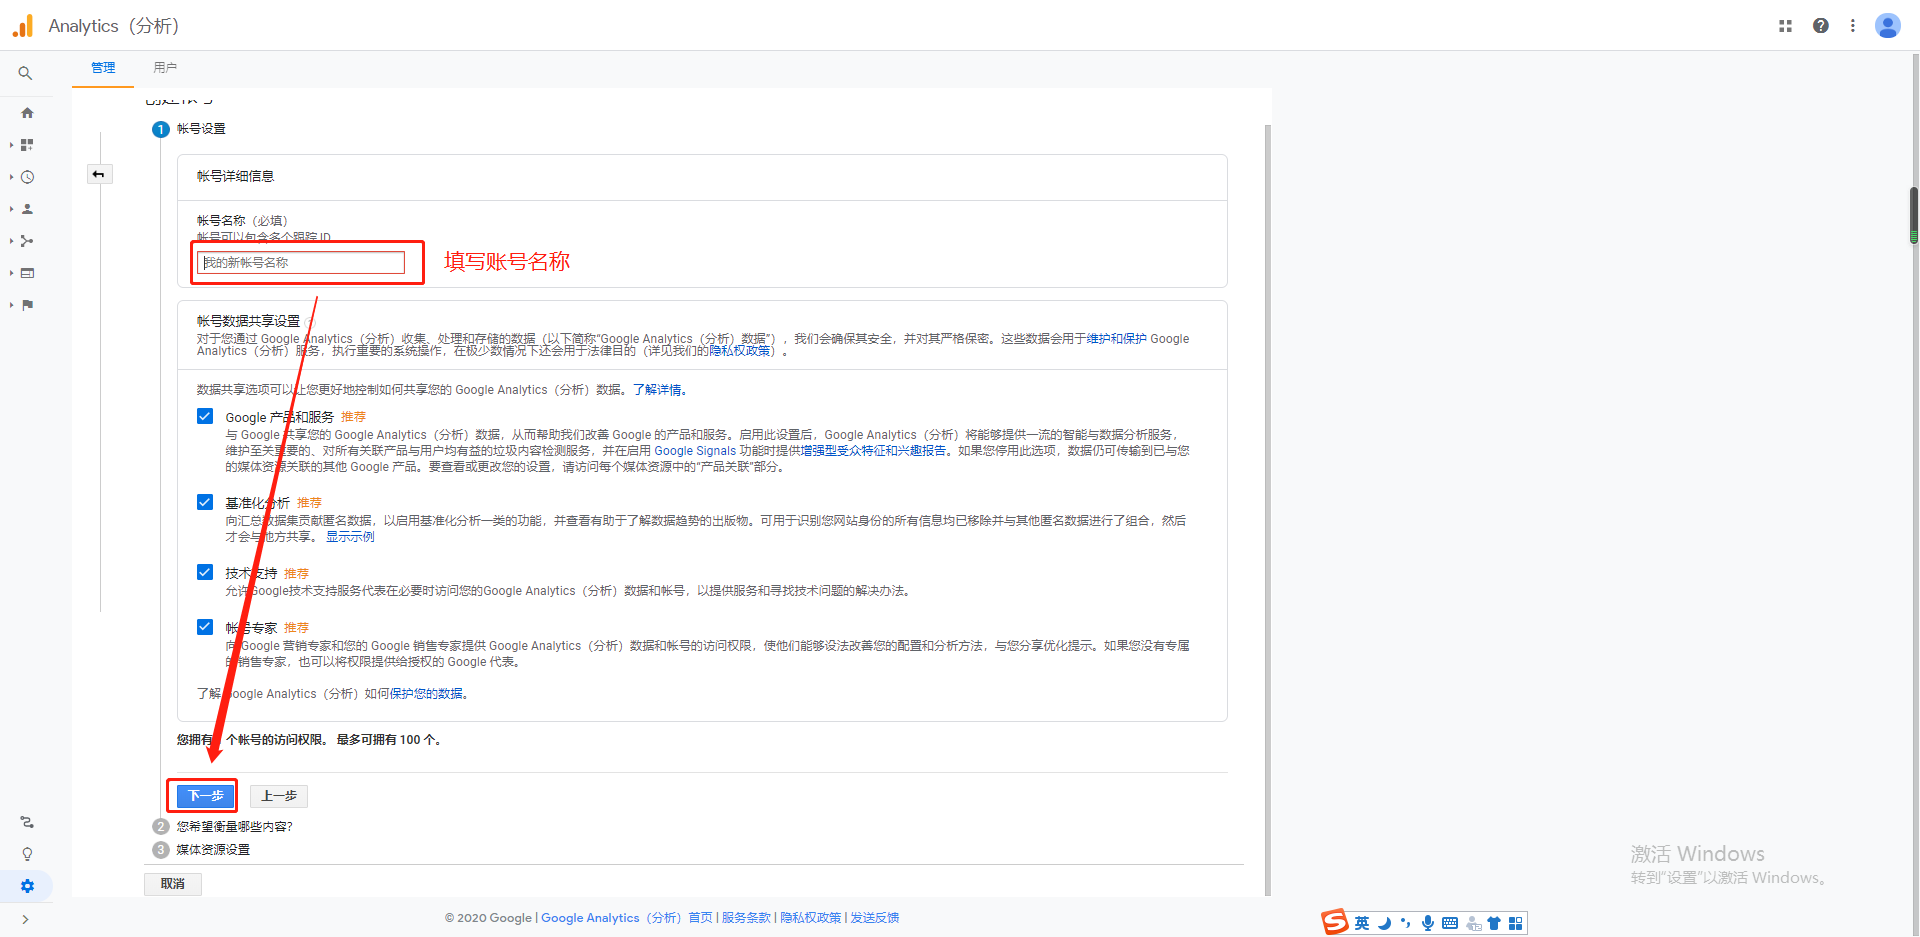 Analytics（分析）
管理
用户
1 帐号设置
帐号详细信息
帐号名称（必填）
帐号可以包含多个跟踪 ID
我的新帐号名称
填写账号名称
帐号数据共享设置
对于您通过 Google Analytics（分析）收集、处理和存储的数据（以下简称“Google Analytics（分析）数据”），我们会确保其安全，并对其严格保密。这些数据会用于维护和保护 Google
Analytics（分析）服务，执行重要的系统操作，在极少数情况下还会用于法律目的（详见我们的隐私权政策）。
数据共享选项可以让您更好地控制如何共享您的 Google Analytics（分析）数据。了解详情。
Google 产品和服务 推荐
与 Google 共享您的 Google Analytics（分析）数据，从而帮助我们改善 Google 的产品和服务。启用此设置后，Google Analytics（分析）将能够提供一流的智能与数据分析服务，
维护至关重要的、对所有关联产品与用户均有益的垃圾内容检测服务，并在启用 Google Signals 功能时提供增强型受众特征和兴趣报告。如果您停用此选项，数据仍可传输到已与您
的媒体资源关联的其他 Google 产品。要查看或更改您的设置，请访问每个媒体资源中的“产品关联”部分。
基准化分析 推荐
向汇总数据集贡献匿名数据，以启用基准化分析一类的功能，并查看有助于了解数据趋势的出版物。可用于识别您网站身份的所有信息均已移除并与其他匿名数据进行了组合，然后
才会与他方共享。 显示示例
技术支持 推荐
允许Google技术支持服务代表在必要时访问您的Google Analytics（分析）数据和帐号，以提供服务和寻找技术问题的解决办法。
帐号专家 推荐
向 Google 营销专家和您的 Google 销售专家提供 Google Analytics（分析）数据和帐号的访问权限，使他们能够设法改善您的配置和分析方法，与您分享优化提示。如果您没有专属
的销售专家，也可以将权限提供给授权的 Google 代表。
了解 Google Analytics（分析）如何保护您的数据。
您拥有 个帐号的访问权限。 最多可拥有 100 个。
下一步
上一步
2 您希望衡量哪些内容？
3 媒体资源设置
取消
激活 Windows
转到“设置”以激活 Windows。
© 2020 Google | Google Analytics（分析）首页 | 服务条款 | 隐私权政策 | 发送反馈
英